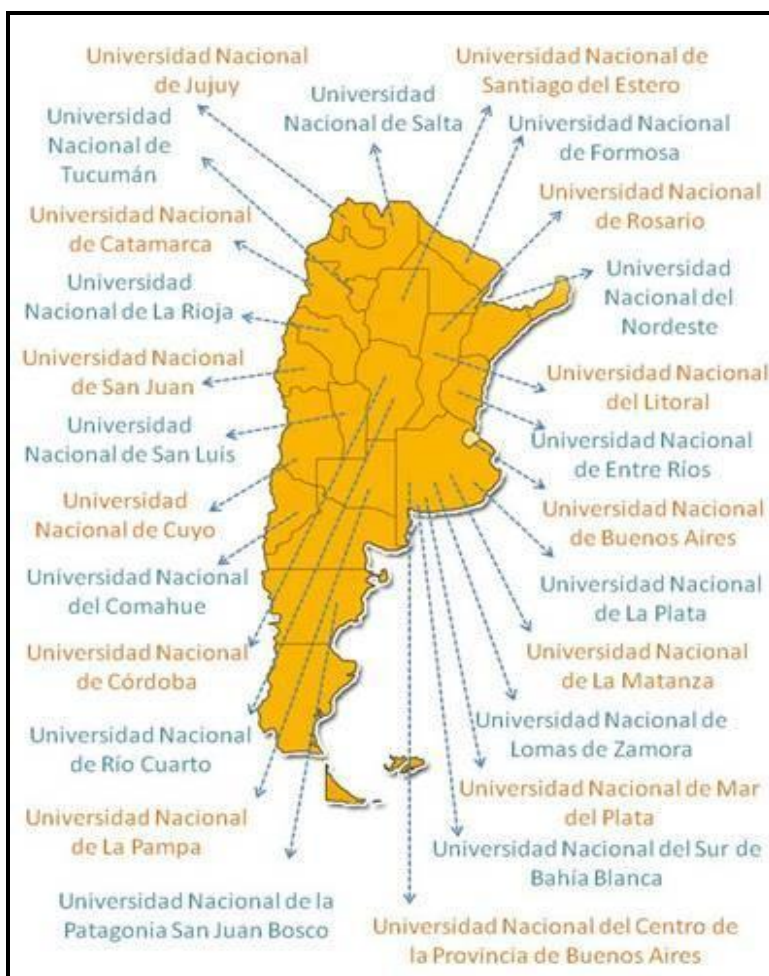 Universidad Nacional
de Jujuy
Universidad Nacional de
Santiago del Estero
Universidad
Nacional de Salta
Universidad
Nacional de
Tucumán
Universidad Nacional
de Formosa
Universidad Nacional
de Catamarca
Universidad Nacional
de Rosario
Universidad
Nacional de La Rioja
Universidad
Nacional del
Nordeste
Universidad Nacional
de San Juan
Universidad Nacional
del Litoral
Universidad
Nacional de San Luis
Universidad Nacional
de Entre Ríos
Universidad
Nacional de Cuyo
Universidad Nacional
de Buenos Aires
Universidad Nacional
del Comahue
Universidad Nacional
de La Plata
Universidad Nacional
de Córdoba
Universidad Nacional
de La Matanza
Universidad Nacional
de Río Cuarto
Universidad Nacional de
Lomas de Zamora
Universidad Nacional
de La Pampa
Universidad Nacional de Mar
del Plata
Universidad Nacional del Sur de
Bahía Blanca
Universidad Nacional de la
Patagonia San Juan Bosco
Universidad Nacional del Centro de
la Provincia de Buenos Aires